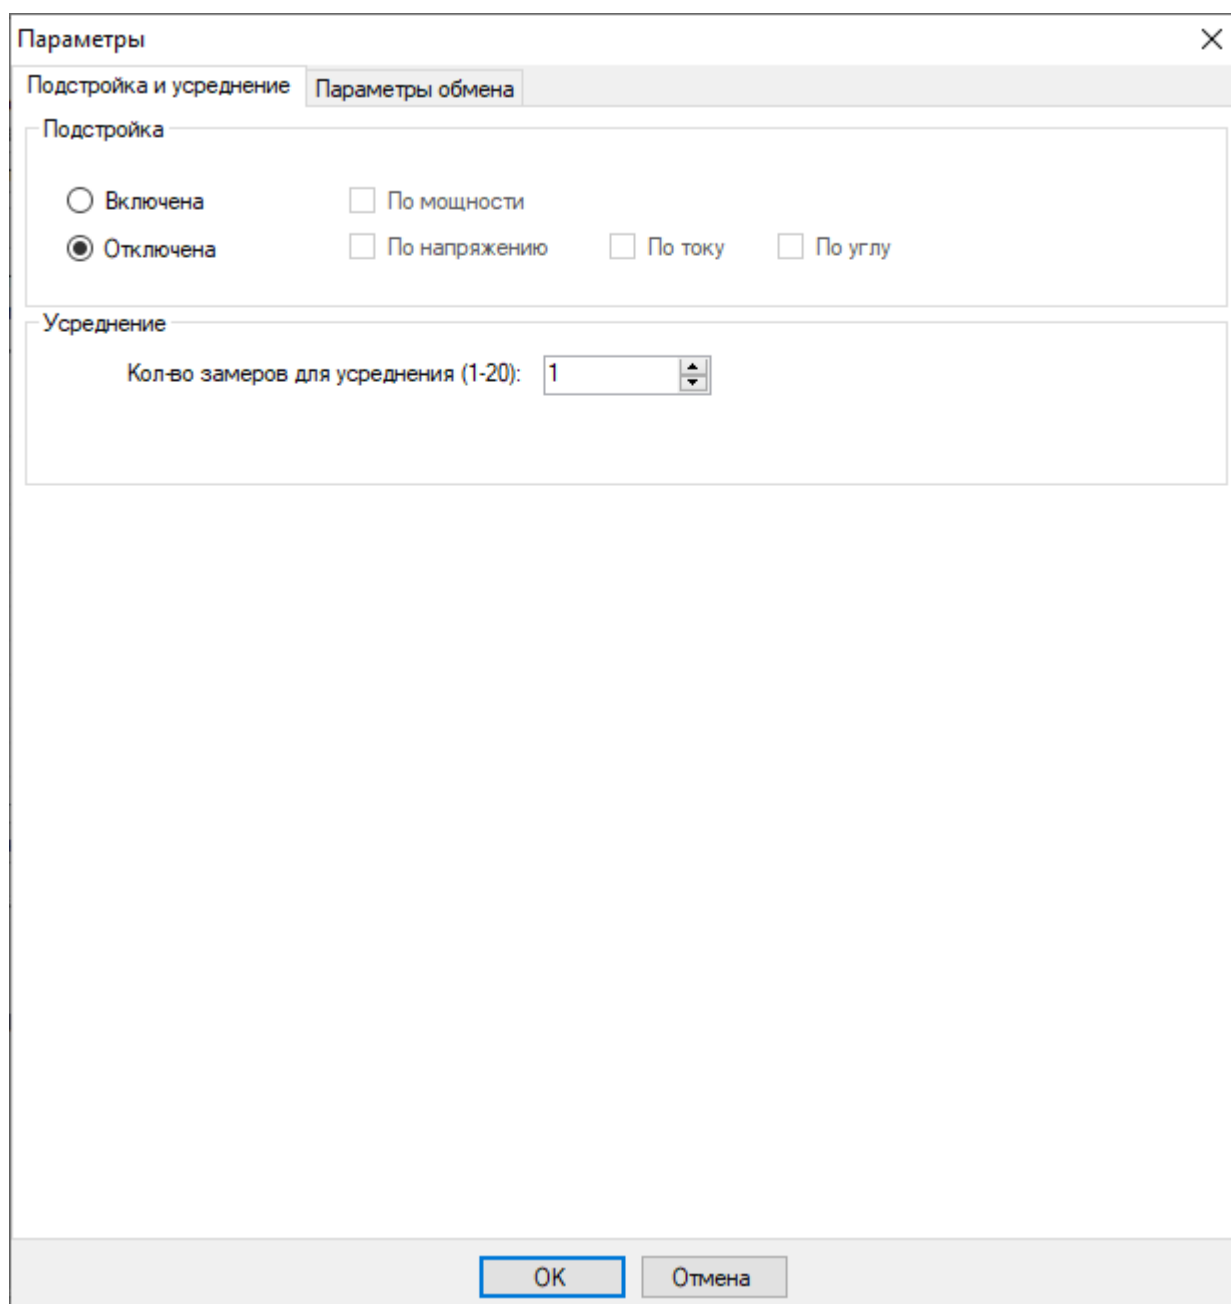 Параметры
Подстройка и усреднение Параметры обмена
Подстройка
Включена По мощности
Отключена По напряжению По току По углу
Усреднение
Кол-во замеров для усреднения (1-20): 1
OK Отмена